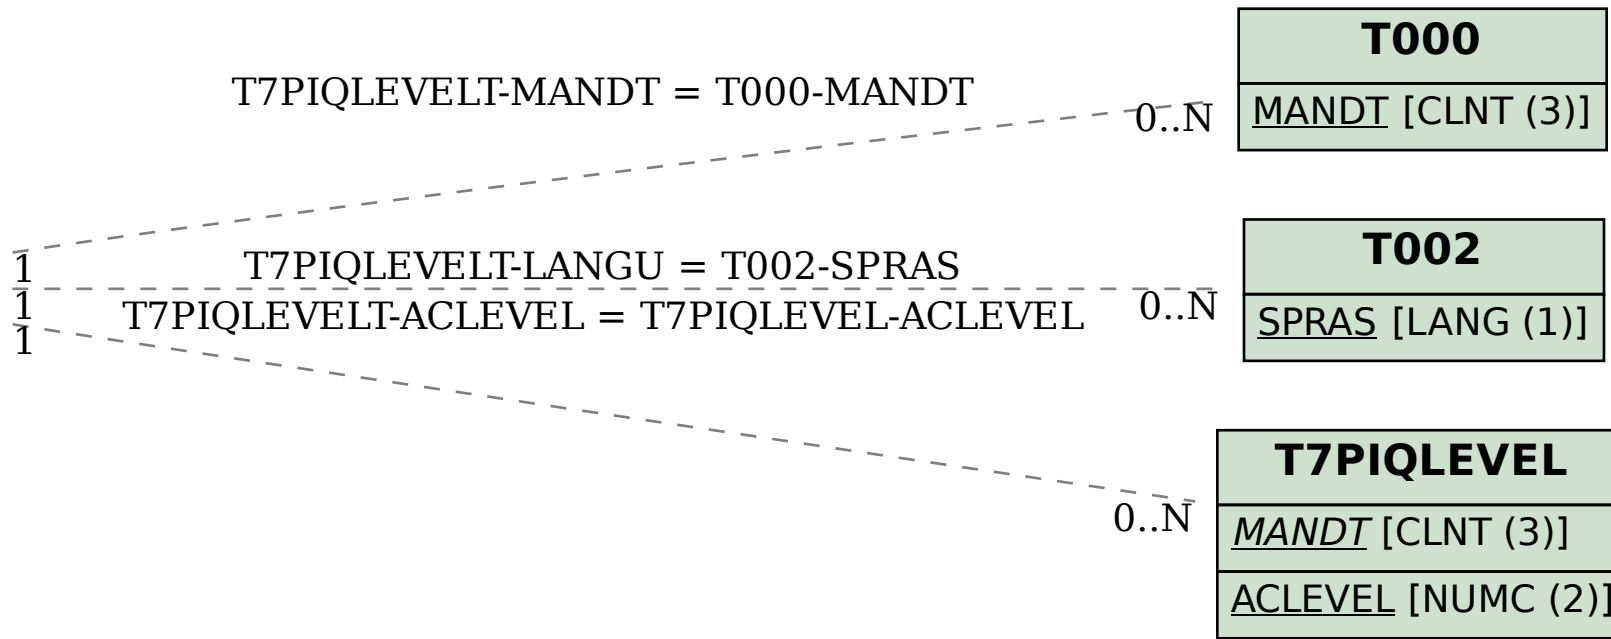 T000
T7PIQLEVELT-MANDT = T000-MANDT
0..N
MANDT [CLNT (3)]
T002
1
T7PIQLEVELT-LANGU = T002-SPRAS
1
T7PIQLEVELT-ACLEVEL = T7PIQLEVEL-ACLEVEL
0..N
SPRAS [LANG (1)]
1
T7PIQLEVEL
0..N
MANDT [CLNT (3)]
ACLEVEL [NUMC (2)]